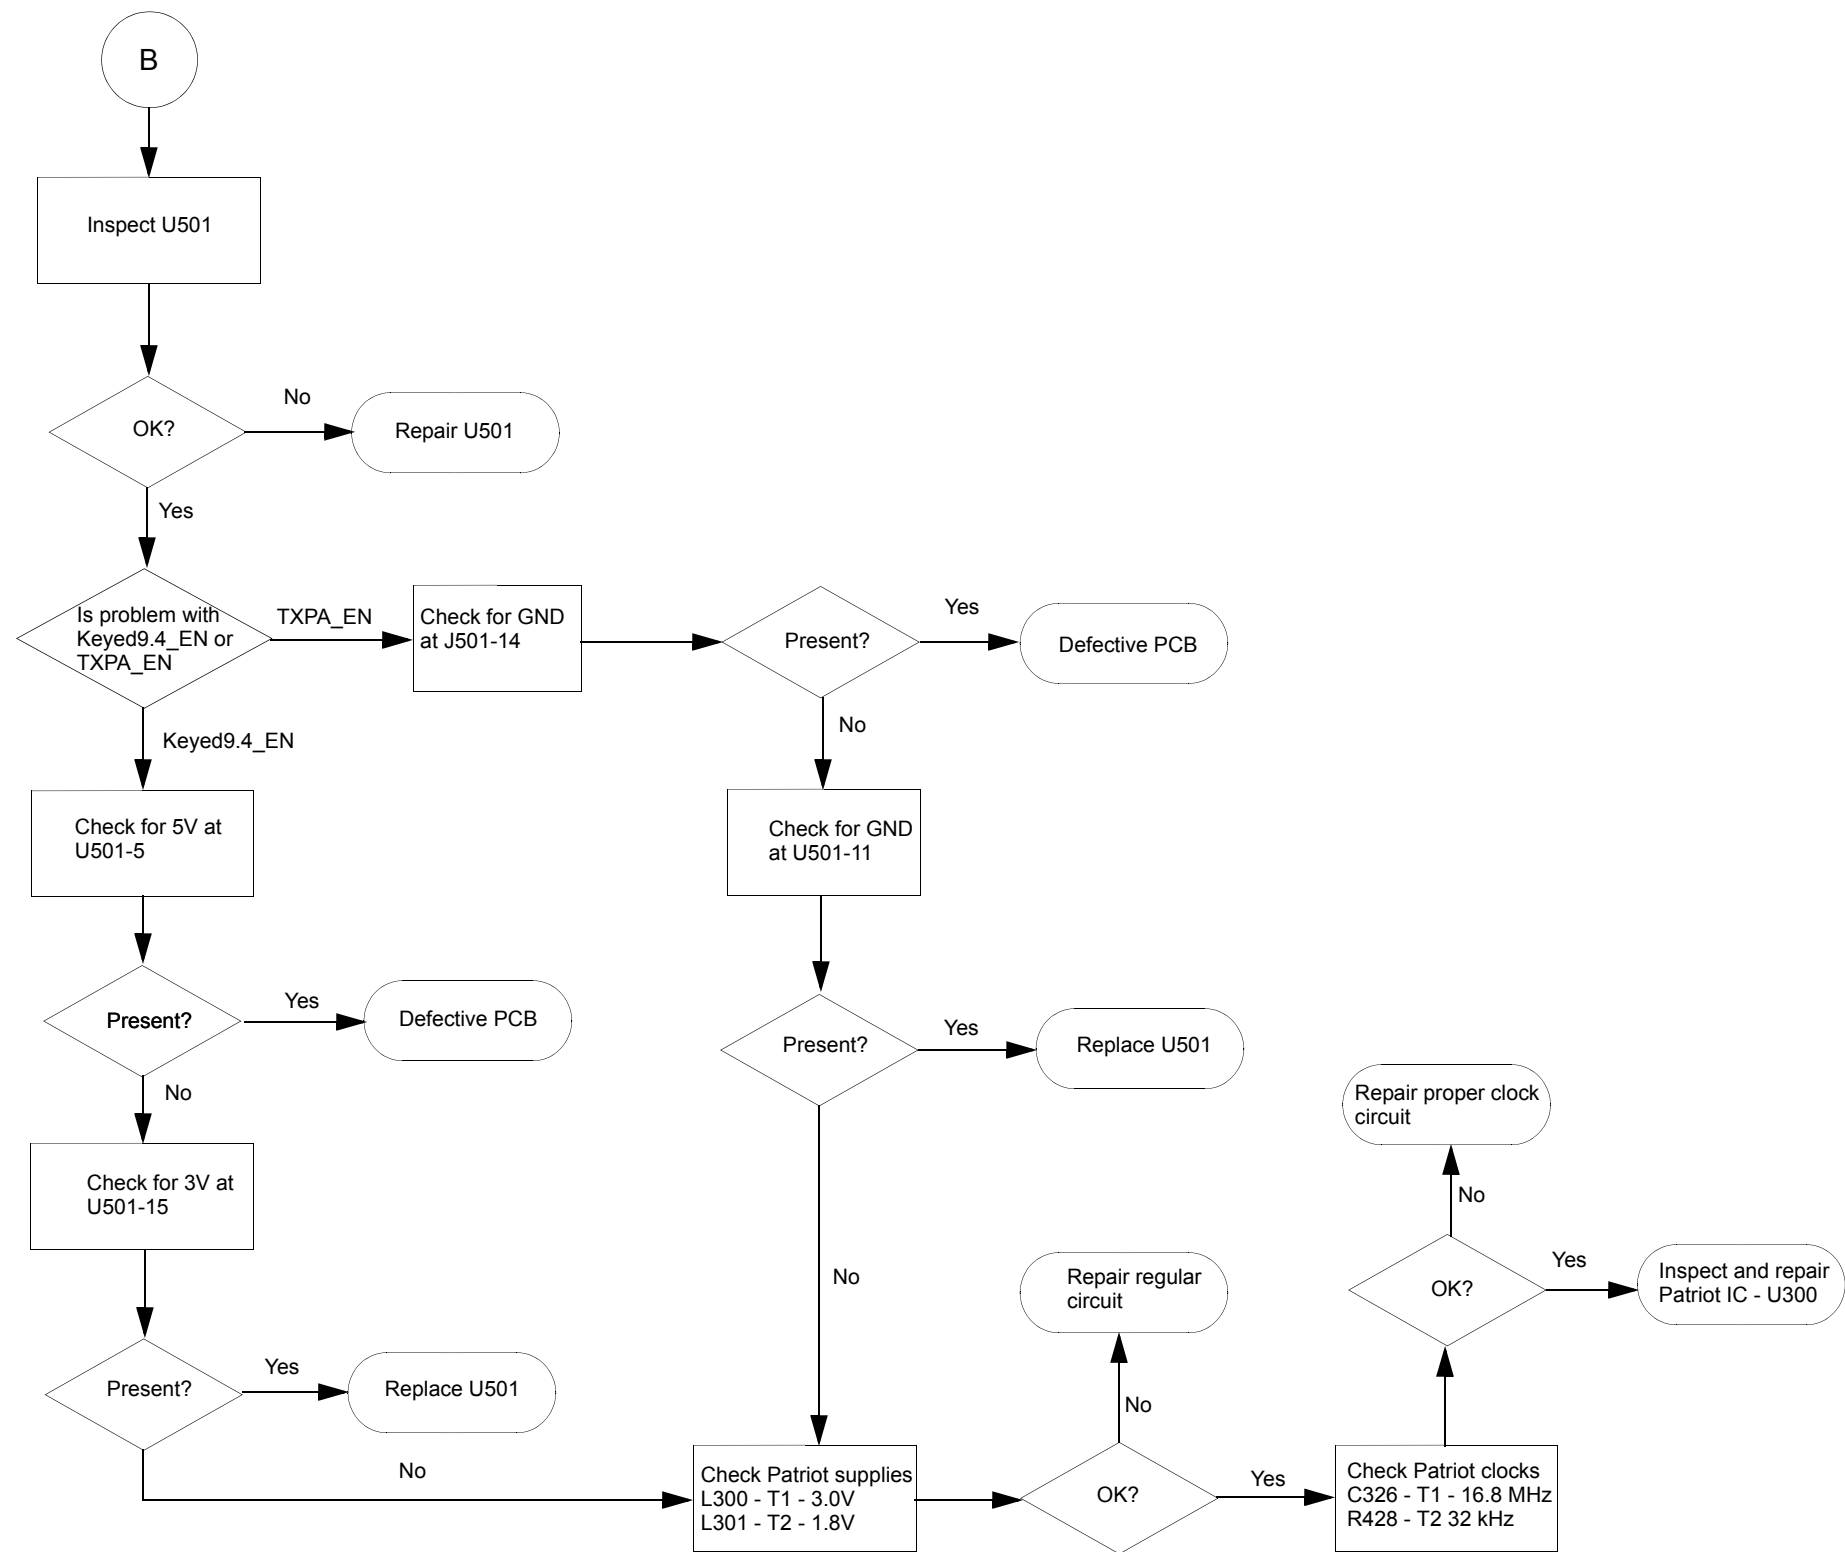 B
Inspect U501
OK?
No
Repair U501
Yes
Is problem with
Keyed9.4_EN or
TXPA_EN
TXPA_EN
Check for GND
at J501-14
Present?
Yes
Defective PCB
No
Keyed9.4_EN
Check for 5V at
U501-5
Check for GND
at U501-11
Present?
Yes
Defective PCB
No
Present?
Yes
Replace U501
No
Check for 3V at
U501-15
Present?
Yes
Replace U501
No
Check Patriot supplies
L300 - T1 - 3.0V
L301 - T2 - 1.8V
OK?
No
Repair regular
circuit
Yes
Check Patriot clocks
C326 - T1 - 16.8 MHz
R428 - T2 32 kHz
OK?
No
Repair proper clock
circuit
Yes
Inspect and repair
Patriot IC - U300